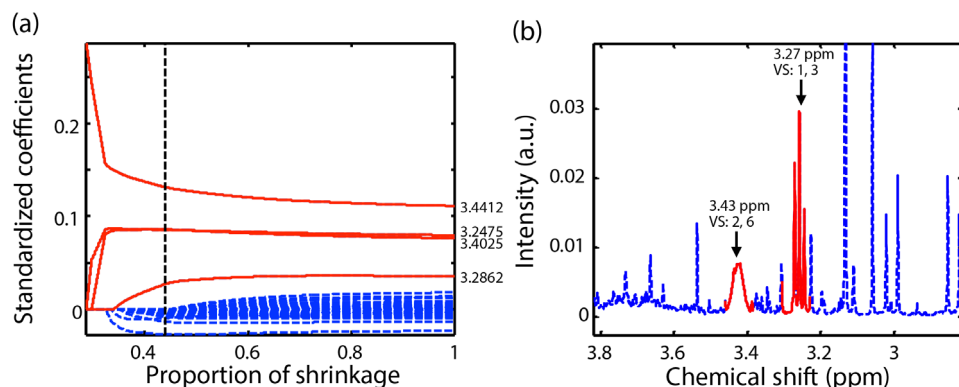 (a)
Standardized coefficients
0.2
0.1
0
0.4
0.6
0.8
1
Proportion of shrinkage
3.4412
3.2475
3.4025
3.2862
(b)
Intensity (a.u.)
0.03
0.02
0.01
0
3.8
3.6
3.4
3.2
3
Chemical shift (ppm)
3.27 ppm
VS: 1, 3
3.43 ppm
VS: 2, 6